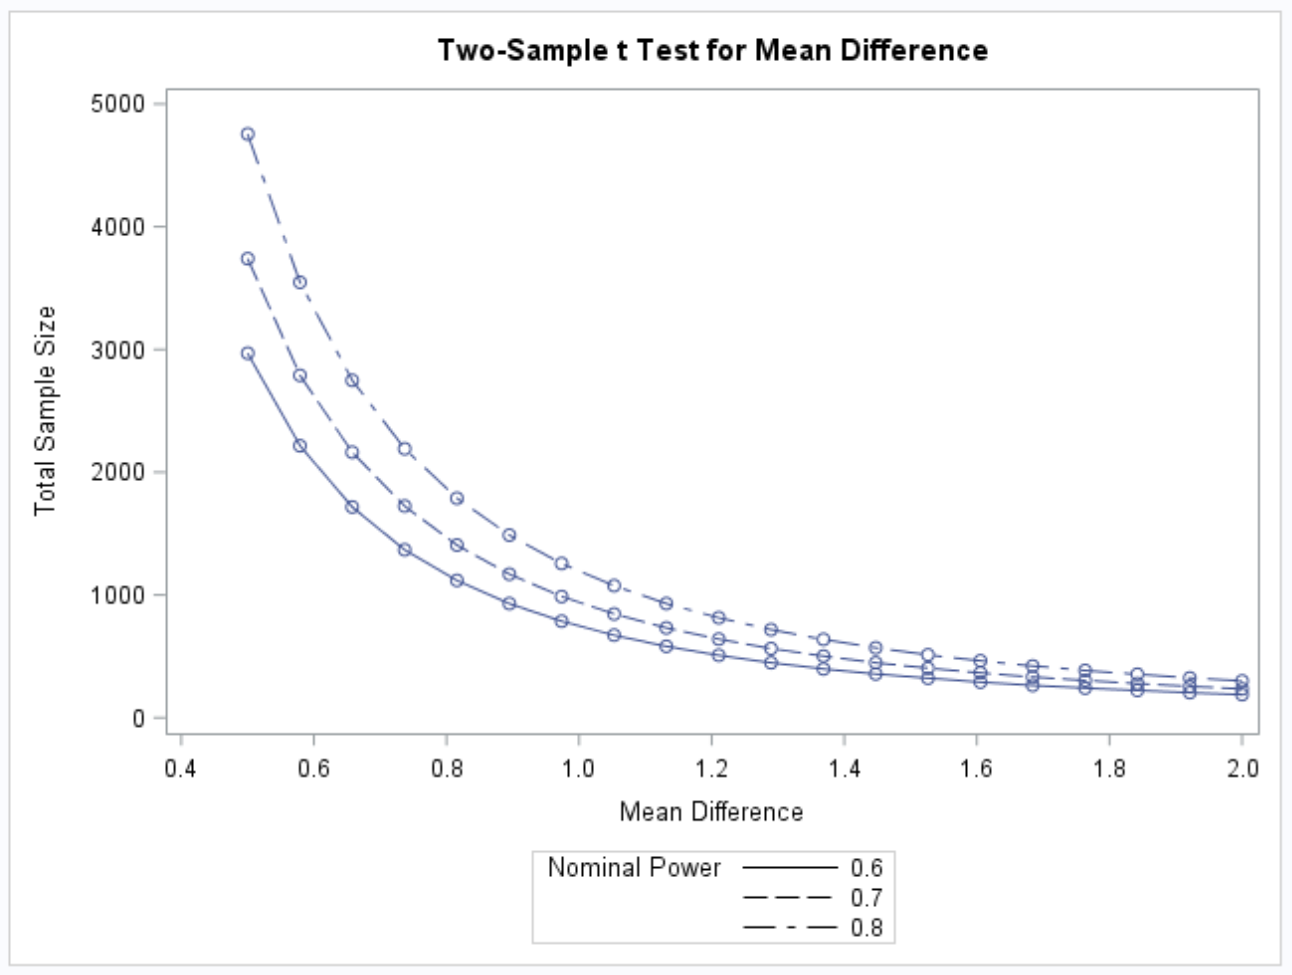 Two-Sample t Test for Mean Difference
5000
4000
3000
2000
1000
0
Total Sample Size
0.4 0.6 0.8 1.0 1.2 1.4 1.6 1.8 2.0
Mean Difference
Nominal Power 0.6
0.7
0.8